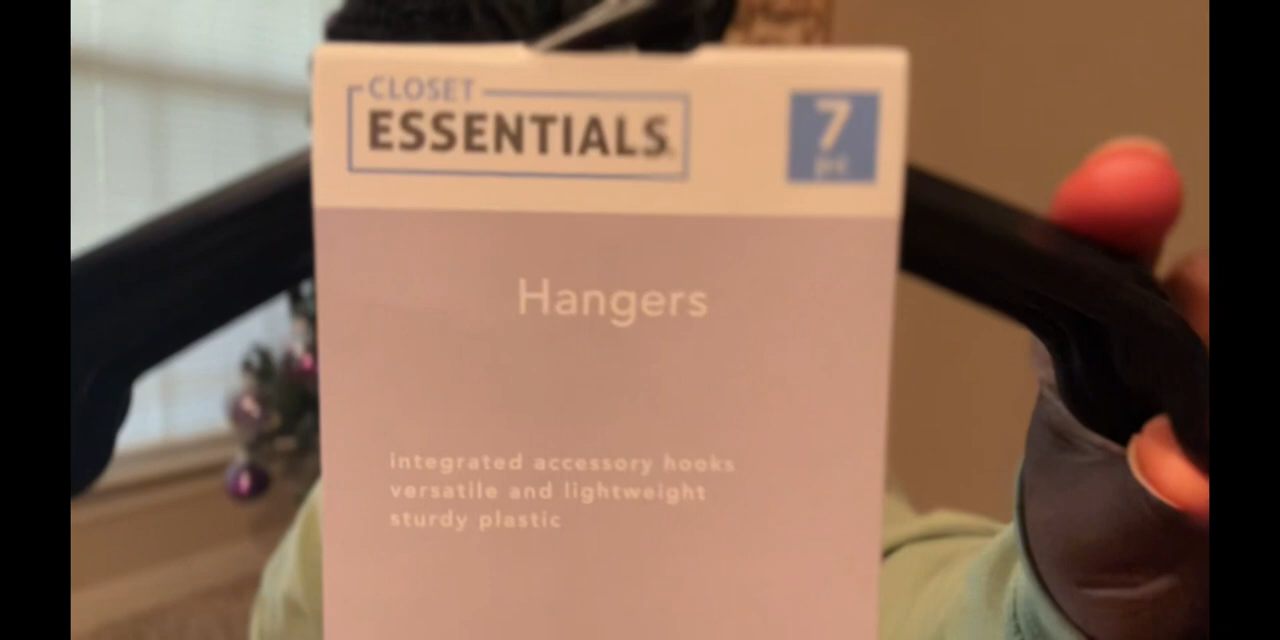 CLOSET
ESSENTIALS
7
pc
Hangers
integrated accessory hooks
versatile and lightweight
sturdy plastic